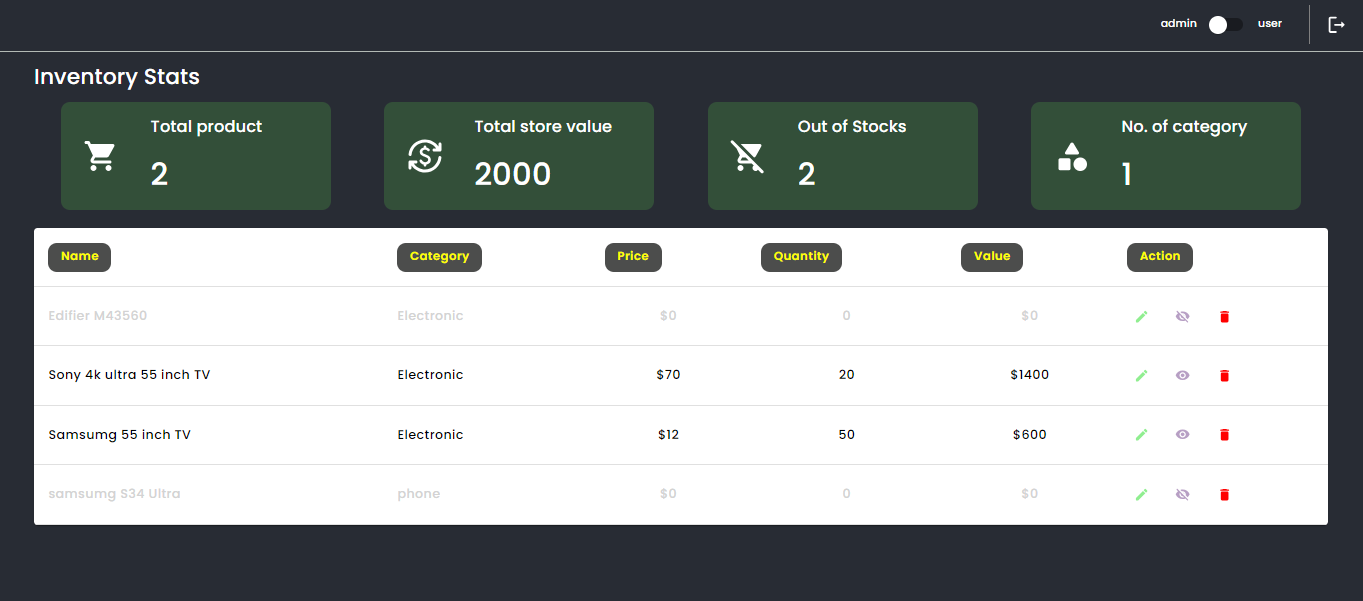 admin user
Inventory Stats
Total product Total store value Out of Stocks No. of category
2 2000 2 1
Name Category Price Quantity Value Action
Edifier M43560 Electronic $0 0 $0
Sony 4k ultra 55 inch TV Electronic $70 20 $1400
Samsumg 55 inch TV Electronic $12 50 $600
samsumg S34 Ultra phone $0 0 $0